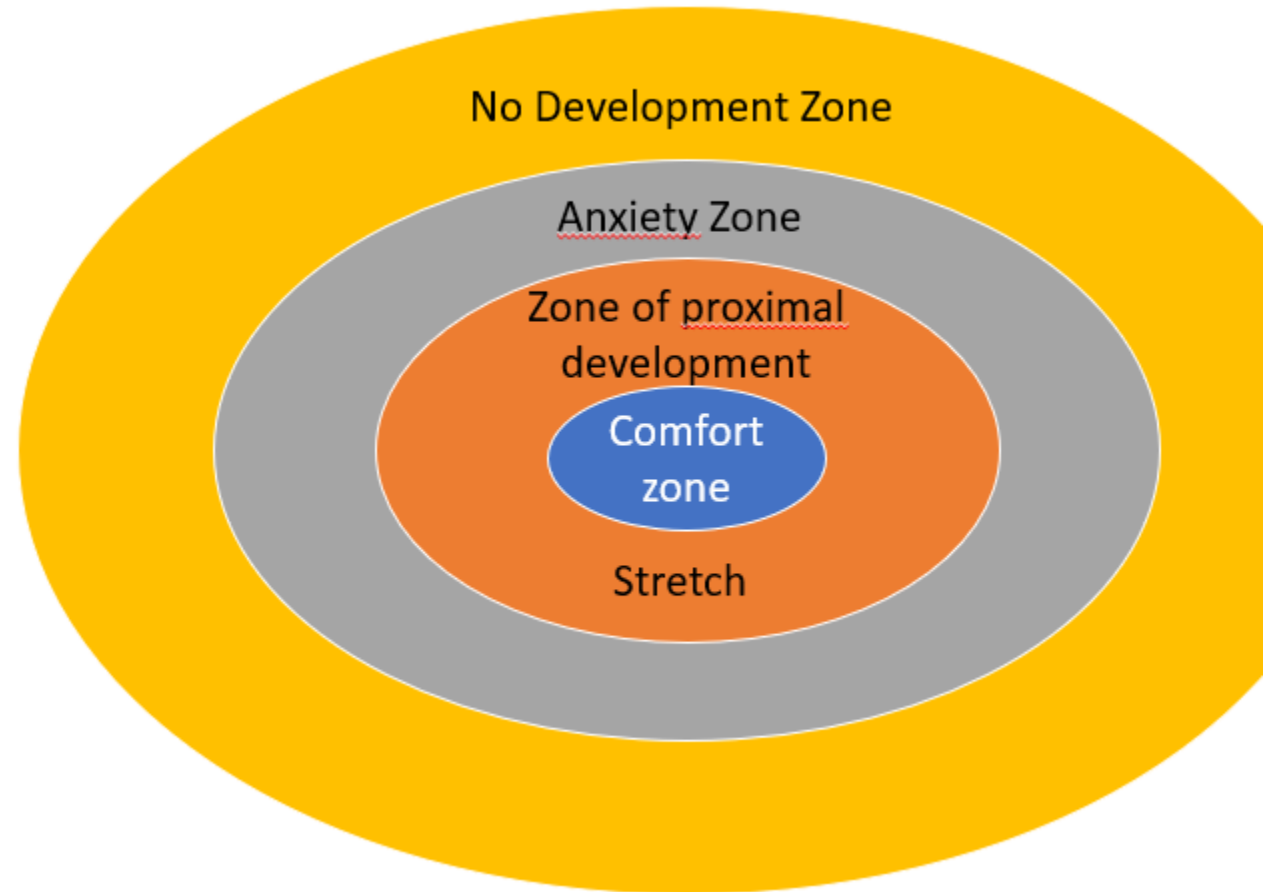 No Development Zone
Anxiety Zone
Zone of proximal
development
Comfort
zone
Stretch